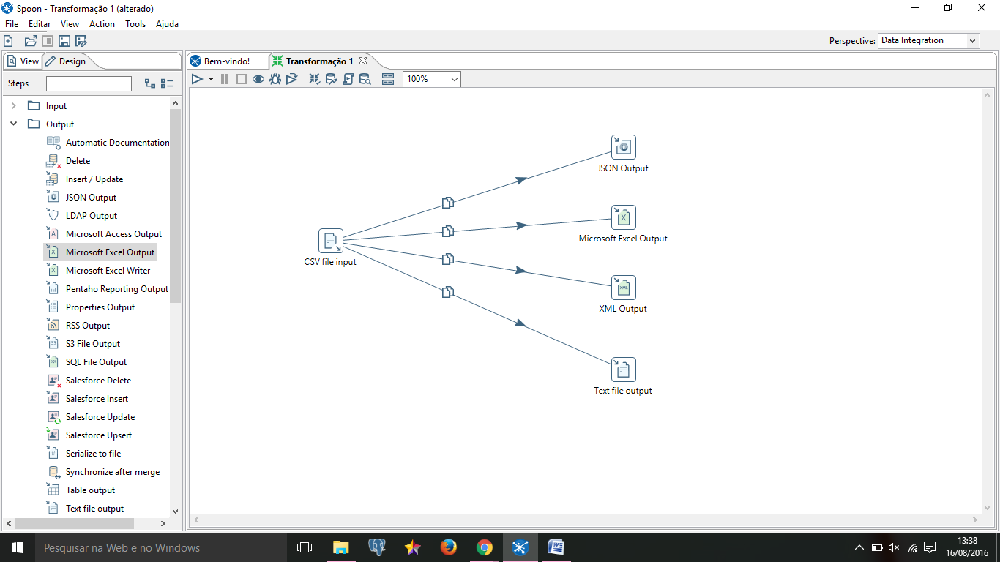 Spoon - Transformação 1 (alterado)
File Editar View Action Tools Ajuda
Perspective: Data Integration
View Design
Bem-vindo! Transformação 1
Steps
100%
Input
Output
Automatic Documentation
Delete
Insert / Update
JSON Output
LDAP Output
Microsoft Access Output
Microsoft Excel Output
Microsoft Excel Writer
Pentaho Reporting Output
Properties Output
RSS Output
S3 File Output
SQL File Output
Salesforce Delete
Salesforce Insert
Salesforce Update
Salesforce Upsert
Serialize to file
Synchronize after merge
Table output
Text file output
JSON Output
X
Microsoft Excel Output
CSV file input
XML
XML Output
Text file output
Pesquisar na Web e no Windows
13:38
16/08/2016